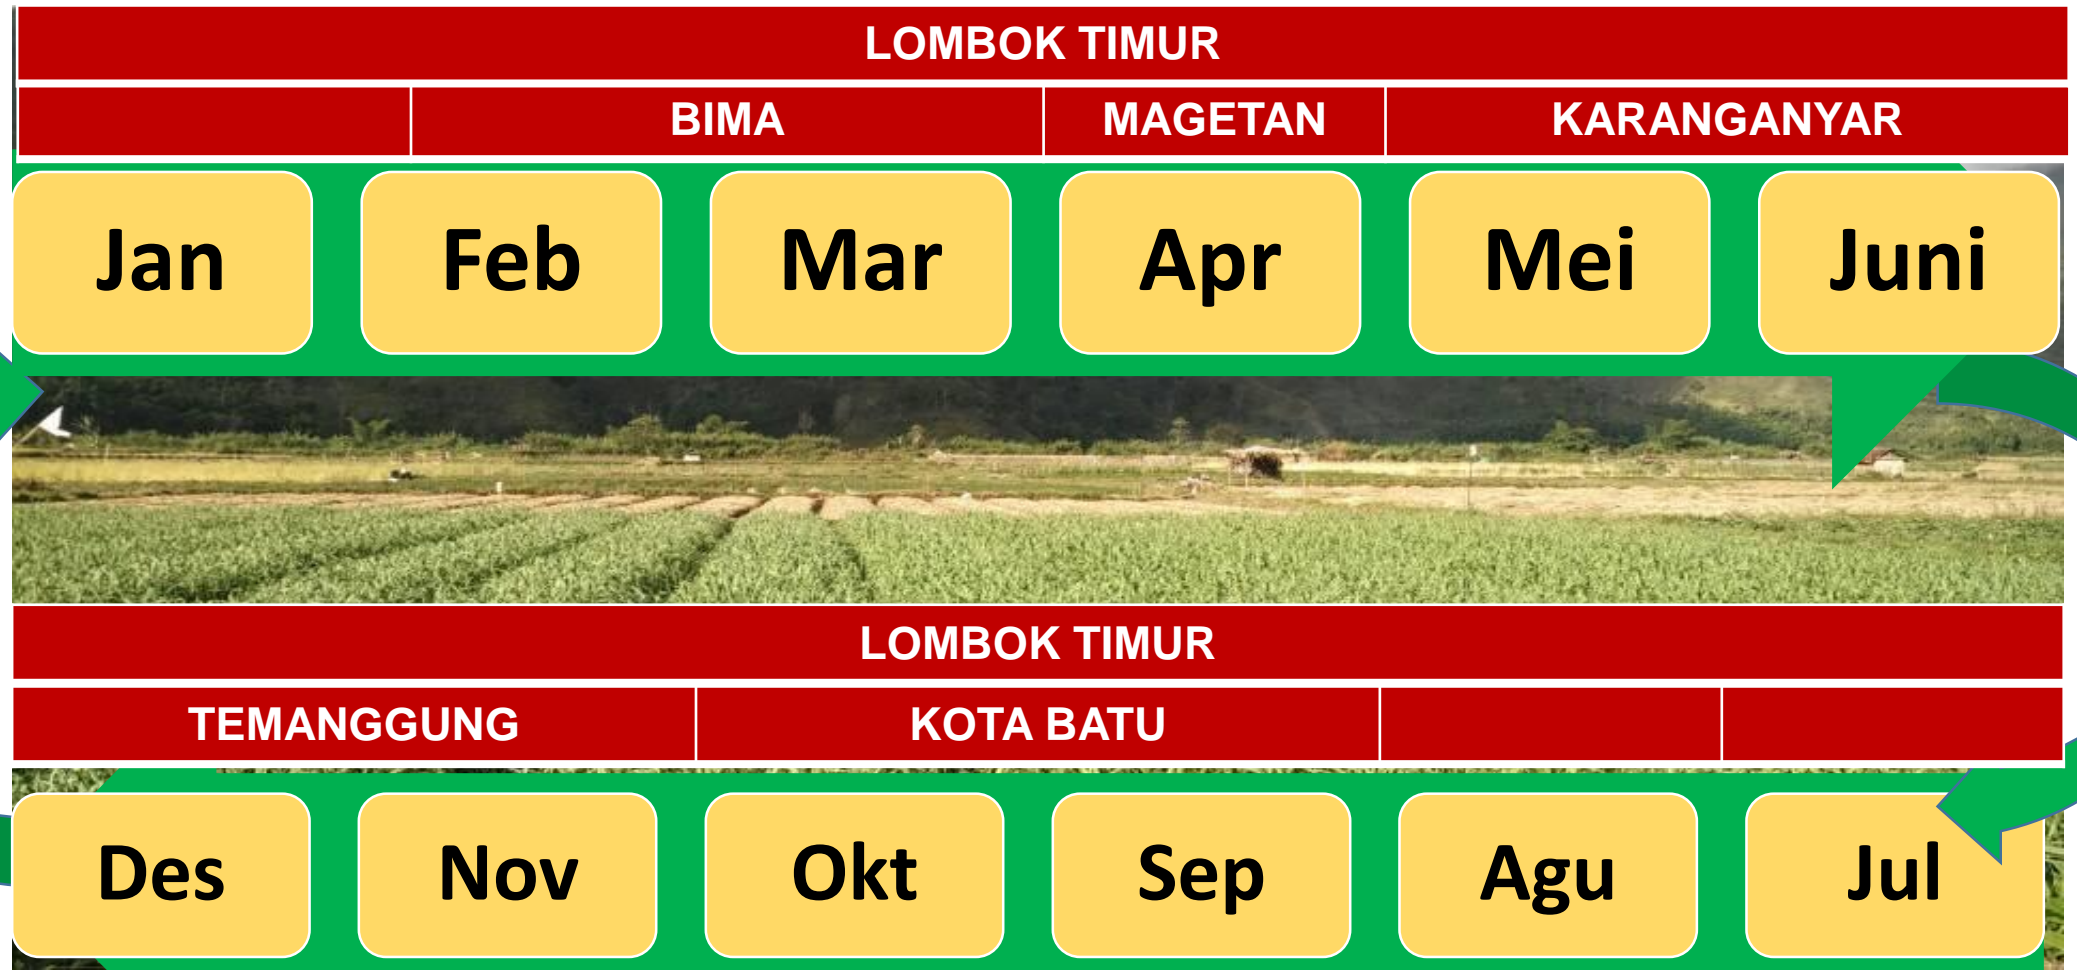 LOMBOK TIMUR
BIMA MAGETAN KARANGANYAR
Jan Feb Mar Apr Mei Juni
LOMBOK TIMUR
TEMANGGUNG KOTA BATU
Des Nov Okt Sep Agu Jul